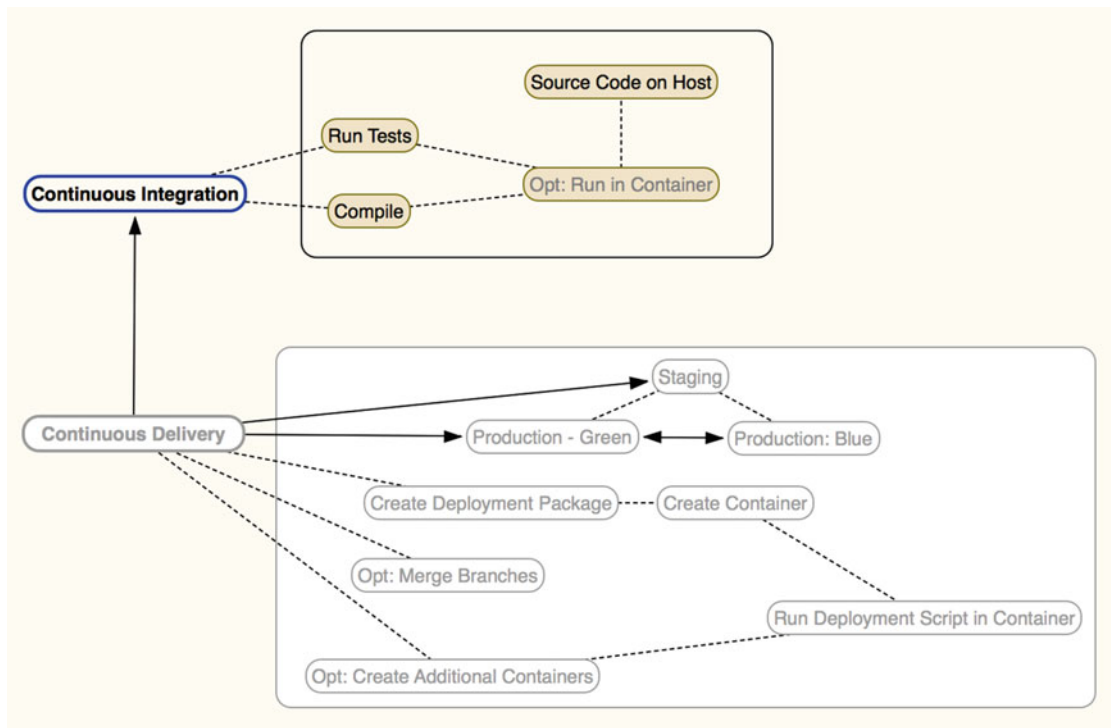 Source Code on Host
Run Tests
Opt: Run in Container
Continuous Integration
Compile
Staging
Continuous Delivery
Production - Green
Production: Blue
Create Deployment Package
Create Container
Opt: Merge Branches
Run Deployment Script in Container
Opt: Create Additional Containers